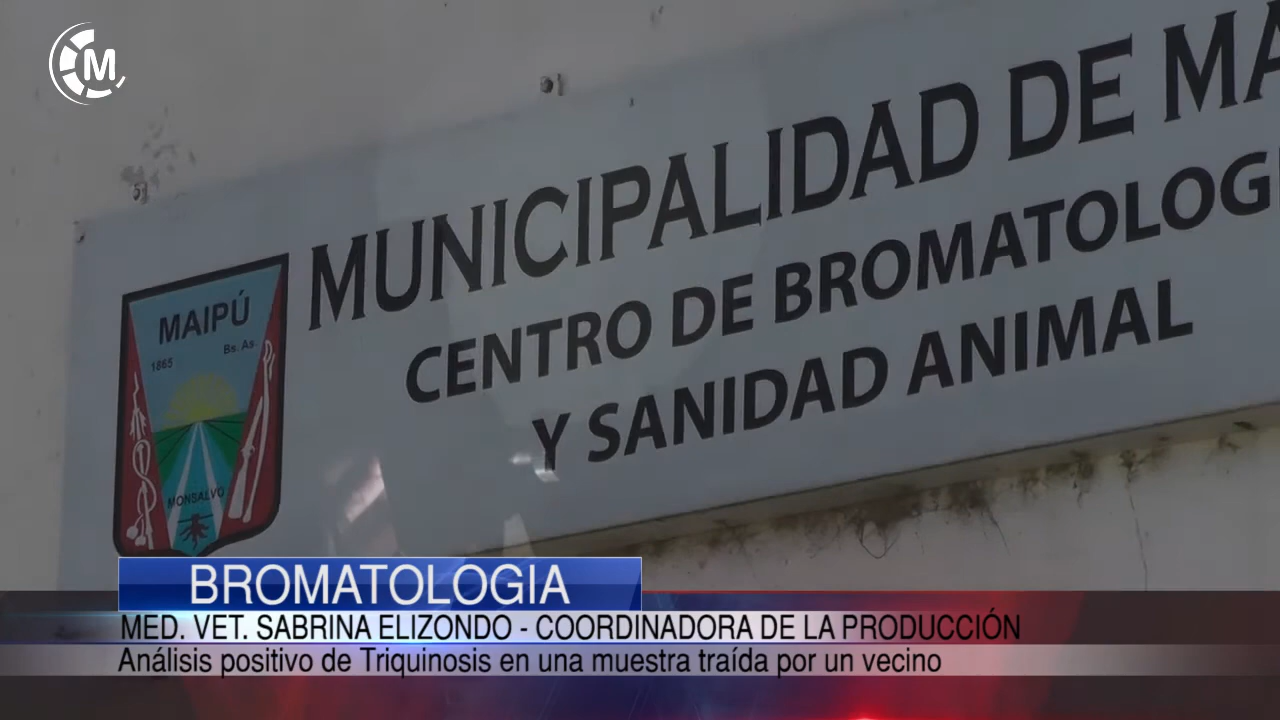 M
MUNICIPALIDAD DE MA
CENTRO DE BROMATOLOGI
Y SANIDAD ANIMAL
MAIPÚ
1865 Bs. As.
MONSALVO
BROMATOLOGIA
MED. VET. SABRINA ELIZONDO - COORDINADORA DE LA PRODUCCIÓN
Análisis positivo de Triquinosis en una muestra traída por un vecino